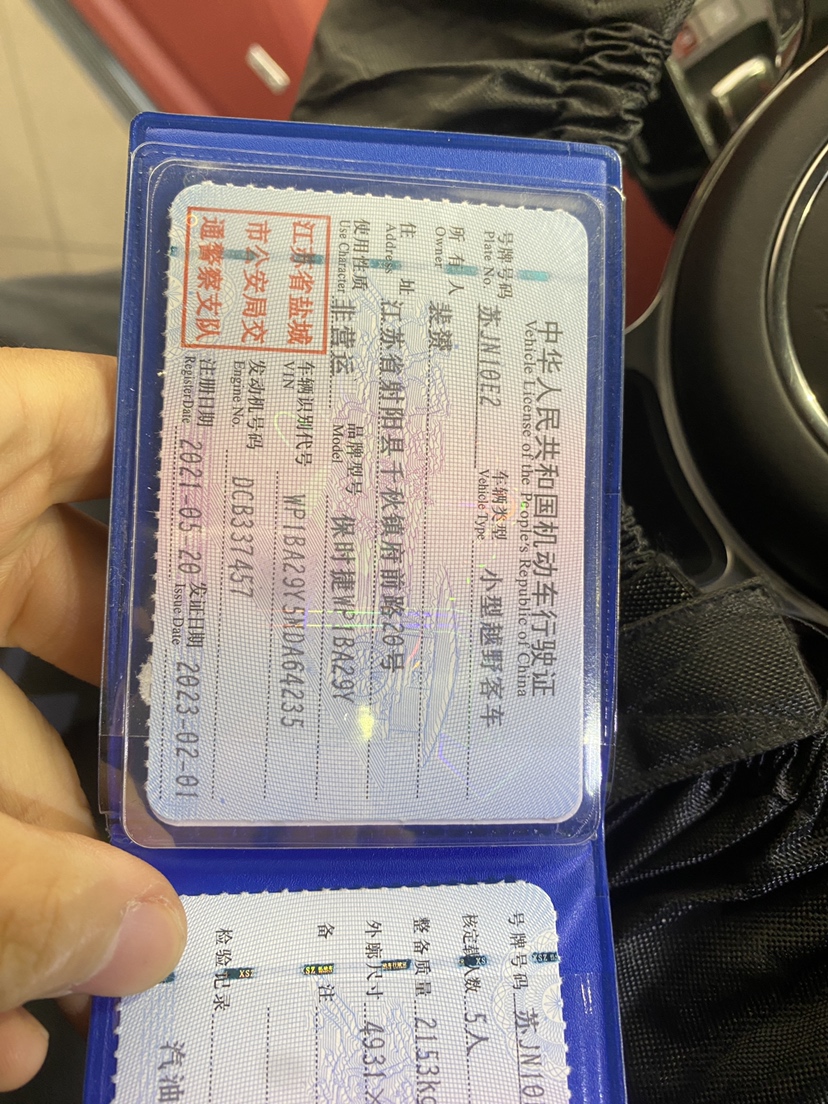 中华人民共和国机动车行驶证
Vehicle License of the People's Republic of China
号牌号码 苏JN10E2 车辆类型 小型越野客车
Plate No. Vehicle Type
所有人 裴赟
Owner
住址 江苏省射阳县千秋镇府前路20号
Address
使用性质 非营运 品牌型号 保时捷WP1BA29Y
Use Character Model
江苏省盐城
市公安局交
通警察支队
车辆识别代号 WP1BA29Y5NDA64235
VIN
发动机号码 DCB337457
Engine No.
注册日期 2021-05-20 发证日期 2023-02-01
Register Date Issue Date
号牌号码 苏JN10
核定载人数 5人
整备质量 2153kg
外廓尺寸 4931×
备注
检验记录
汽油